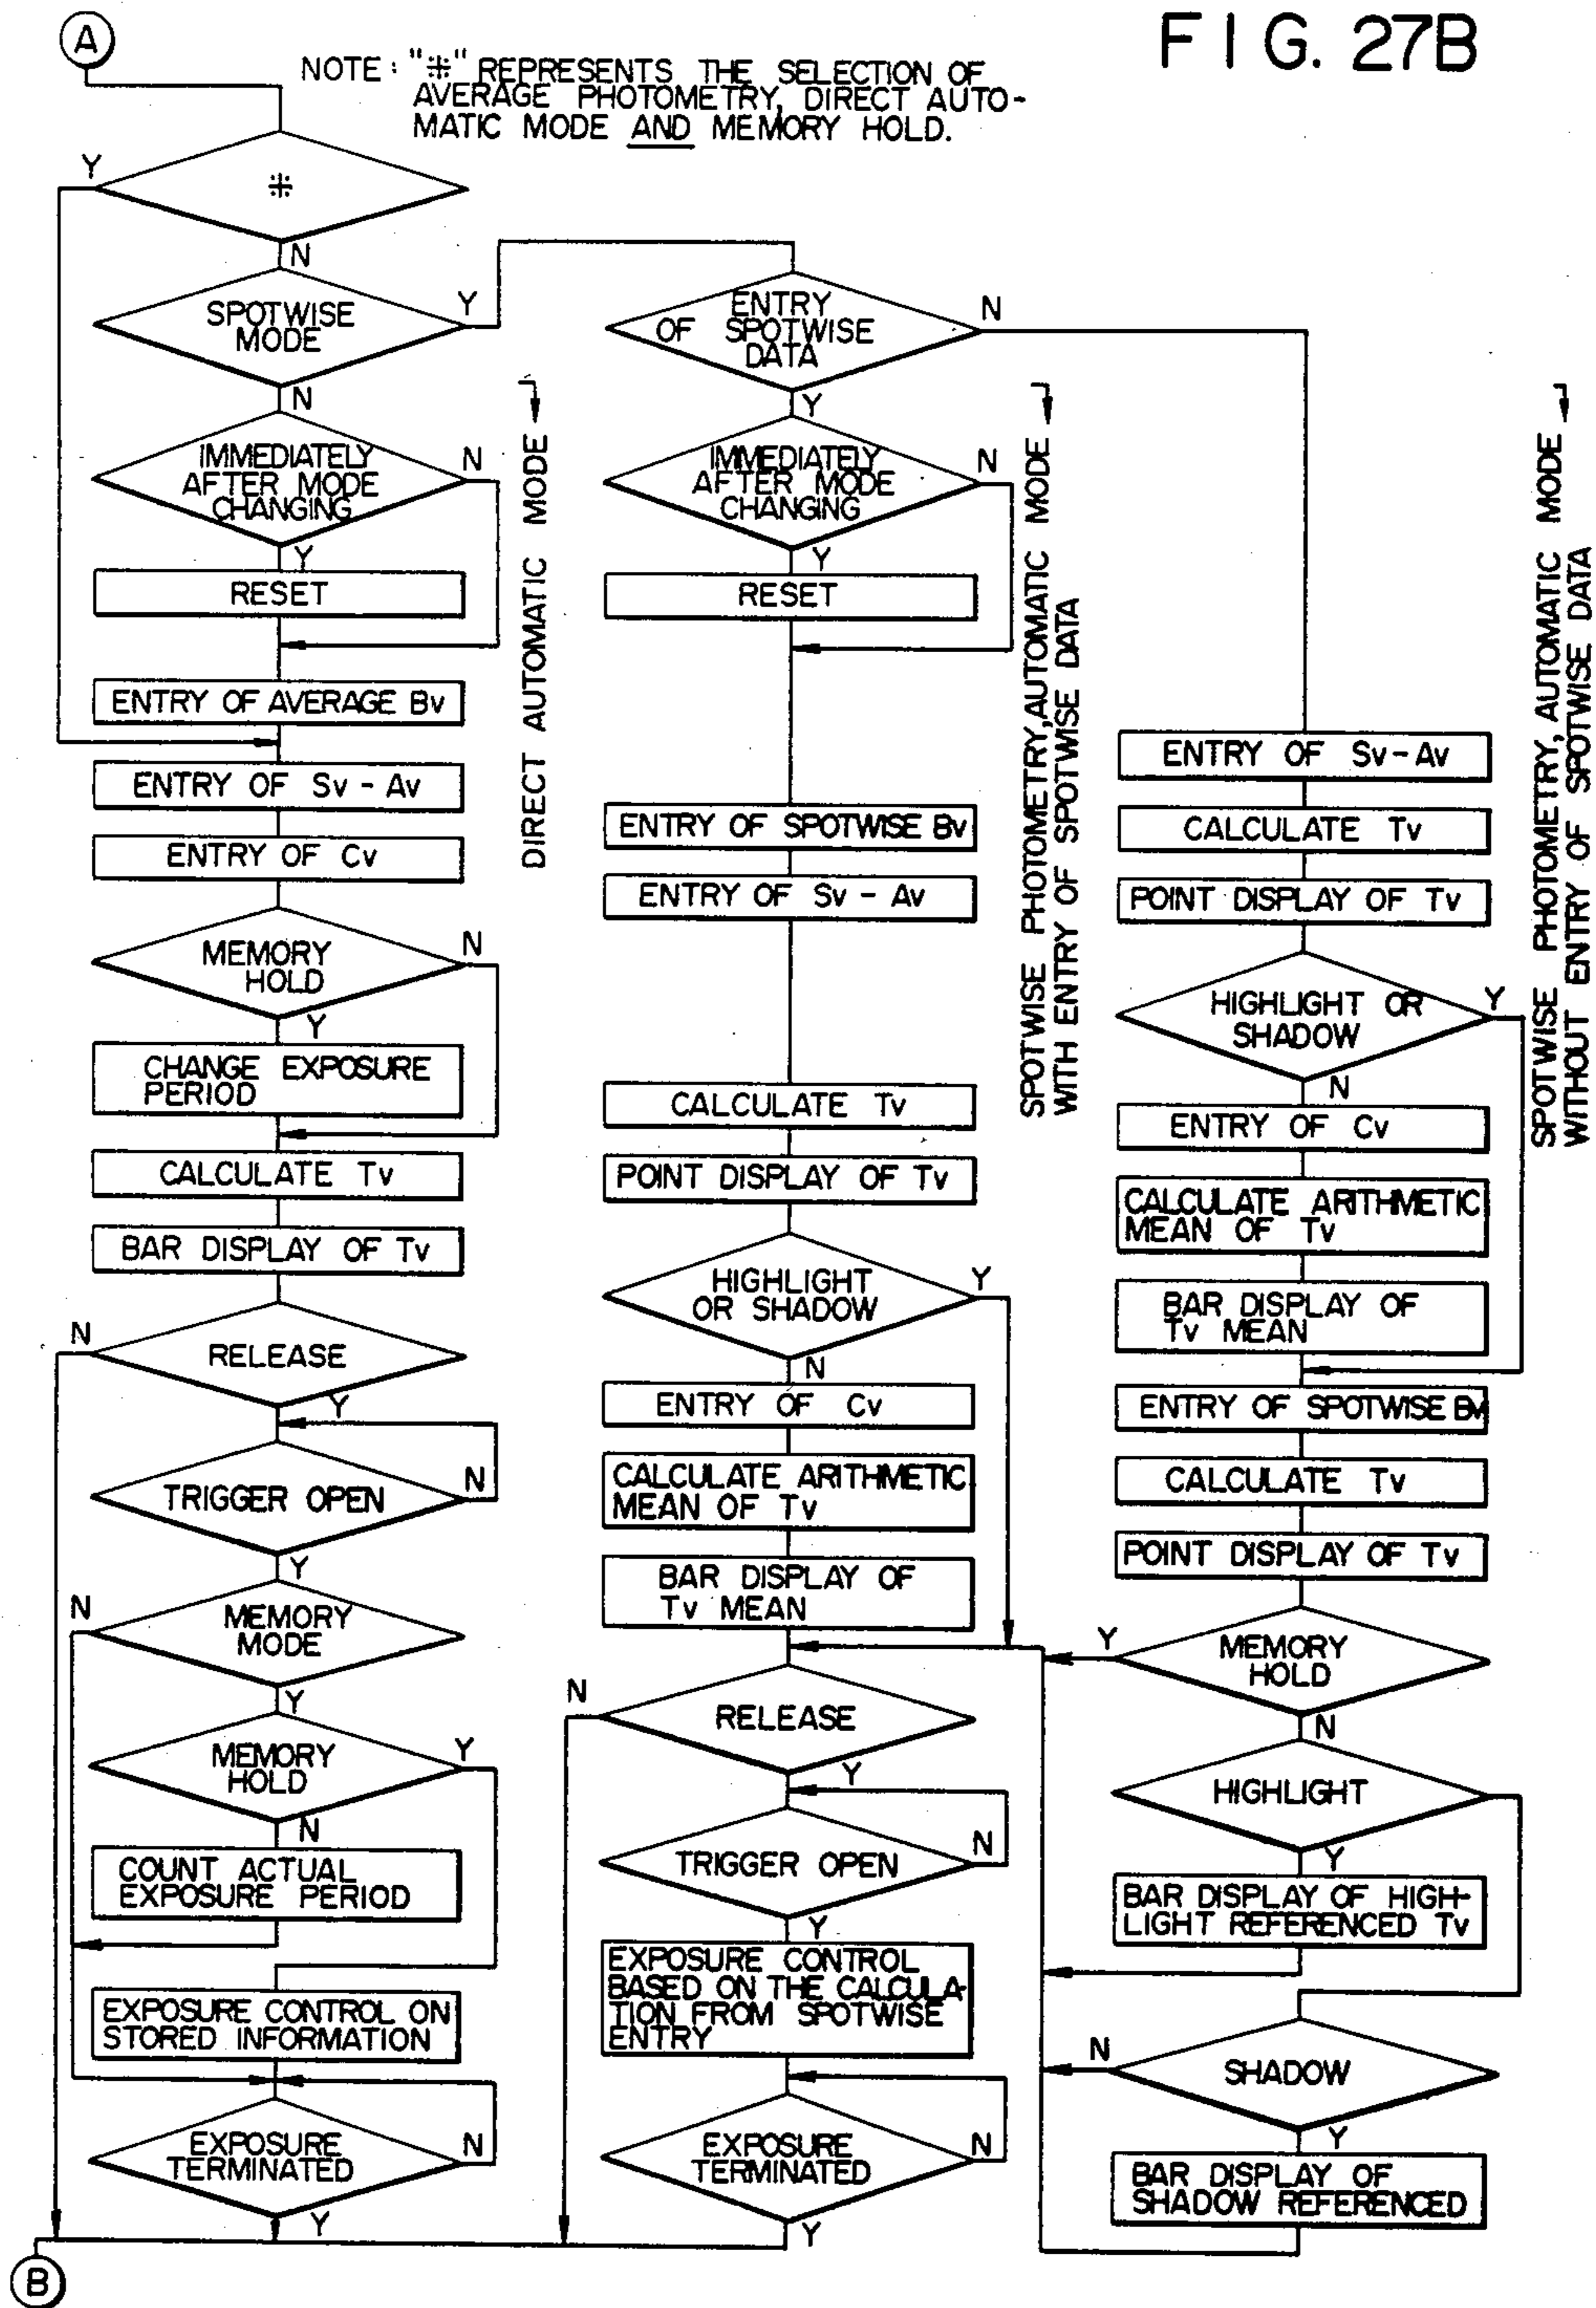 FIG. 27B
A
NOTE: "⁜" REPRESENTS THE SELECTION OF
AVERAGE PHOTOMETRY, DIRECT AUTO-
MATIC MODE AND MEMORY HOLD.
Y
⁜
N
SPOTWISE
MODE
Y
N
IMMEDIATELY
AFTER MODE
CHANGING
N
Y
RESET
ENTRY OF AVERAGE Bv
ENTRY OF Sv - Av
ENTRY OF Cv
MEMORY
HOLD
N
Y
CHANGE EXPOSURE
PERIOD
CALCULATE Tv
BAR DISPLAY OF Tv
N
RELEASE
Y
TRIGGER OPEN
N
Y
N
MEMORY
MODE
Y
MEMORY
HOLD
Y
N
COUNT ACTUAL
EXPOSURE PERIOD
EXPOSURE CONTROL ON
STORED INFORMATION
EXPOSURE
TERMINATED
N
Y
B
DIRECT AUTOMATIC MODE
ENTRY
OF SPOTWISE
DATA
N
Y
IMMEDIATELY
AFTER MODE
CHANGING
N
Y
RESET
ENTRY OF SPOTWISE Bv
ENTRY OF Sv - Av
CALCULATE Tv
POINT DISPLAY OF Tv
HIGHLIGHT
OR SHADOW
Y
N
ENTRY OF Cv
CALCULATE ARITHMETIC
MEAN OF Tv
BAR DISPLAY OF
Tv MEAN
N
RELEASE
Y
TRIGGER OPEN
N
Y
EXPOSURE CONTROL
BASED ON THE CALCULA-
TION FROM SPOTWISE
ENTRY
EXPOSURE
TERMINATED
N
Y
SPOTWISE PHOTOMETRY, AUTOMATIC MODE
WITH ENTRY OF SPOTWISE DATA
ENTRY OF Sv-Av
CALCULATE Tv
POINT DISPLAY OF Tv
HIGHLIGHT OR
SHADOW
Y
N
ENTRY OF Cv
CALCULATE ARITHMETIC
MEAN OF Tv
BAR DISPLAY OF
Tv MEAN
ENTRY OF SPOTWISE Bv
CALCULATE Tv
POINT DISPLAY OF Tv
Y
MEMORY
HOLD
N
HIGHLIGHT
Y
BAR DISPLAY OF HIGH-
LIGHT REFERENCED Tv
N
SHADOW
Y
BAR DISPLAY OF
SHADOW REFERENCED
SPOTWISE PHOTOMETRY, AUTOMATIC MODE
WITHOUT ENTRY OF SPOTWISE DATA